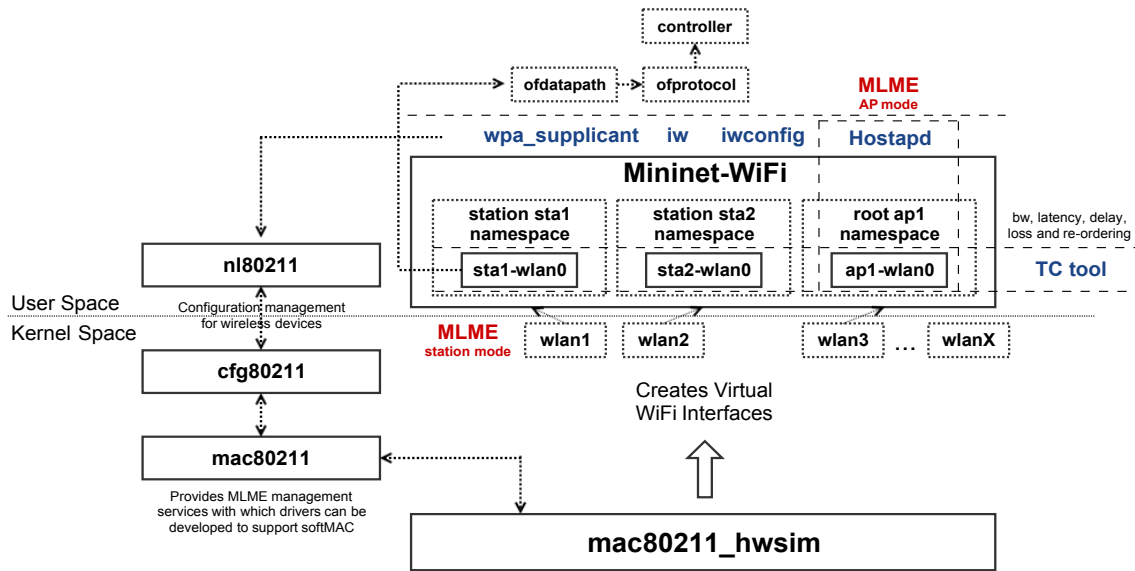 controller
ofdatapath
ofprotocol
MLME
AP mode
wpa_supplicant iw iwconfig Hostapd
Mininet-WiFi
station sta1
namespace
station sta2
namespace
root ap1
namespace
bw, latency, delay,
loss and re-ordering
sta1-wlan0
sta2-wlan0
ap1-wlan0
TC tool
nl80211
User Space
Configuration management
for wireless devices
Kernel Space
MLME
station mode
wlan1
wlan2
wlan3
...
wlanX
cfg80211
Creates Virtual
WiFi Interfaces
mac80211
Provides MLME management
services with which drivers can be
developed to support softMAC
mac80211_hwsim